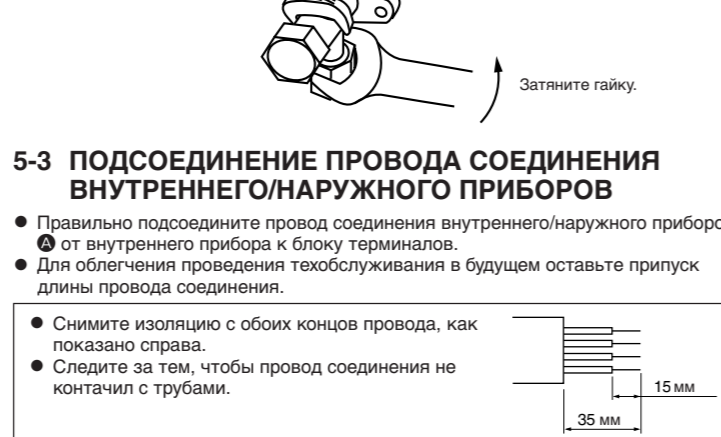 Затяните гайку.
5-3 ПОДСОЕДИНЕНИЕ ПРОВОДА СОЕДИНЕНИЯ
ВНУТРЕННЕГО/НАРУЖНОГО ПРИБОРОВ
● Правильно подсоедините провод соединения внутреннего/наружного приборо
A от внутреннего прибора к блоку терминалов.
● Для облегчения проведения техобслуживания в будущем оставьте припуск
длины провода соединения.
● Снимите изоляцию с обоих концов провода, как
показано справа.
● Следите за тем, чтобы провод соединения не
контачил с трубами.
15 мм
35 мм